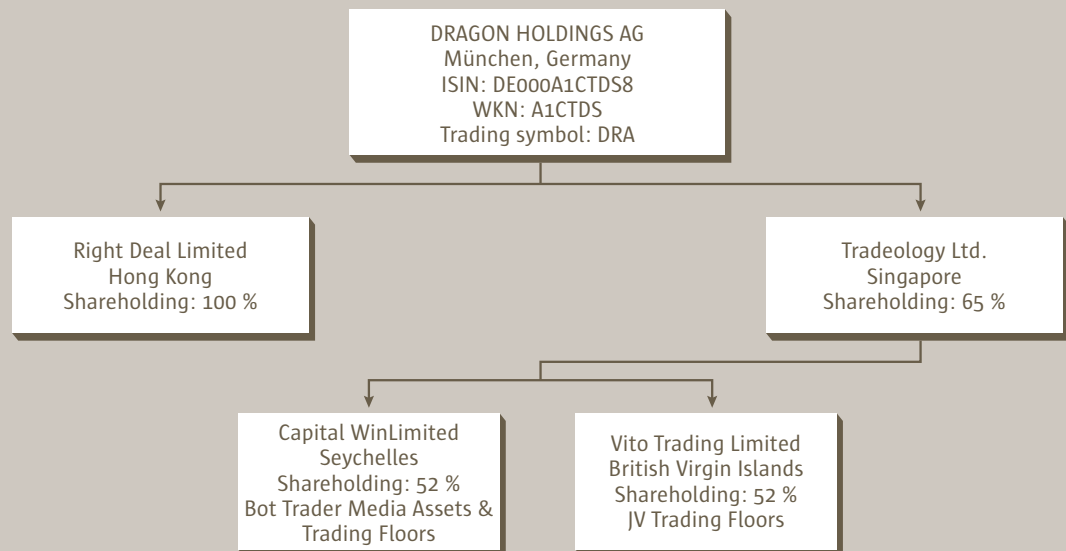 DRAGON HOLDINGS AG
München, Germany
ISIN: DE000A1CTDS8
WKN: A1CTDS
Trading symbol: DRA
Right Deal Limited
Hong Kong
Shareholding: 100 %
Tradeology Ltd.
Singapore
Shareholding: 65 %
Capital WinLimited
Seychelles
Shareholding: 52 %
Bot Trader Media Assets &
Trading Floors
Vito Trading Limited
British Virgin Islands
Shareholding: 52 %
JV Trading Floors